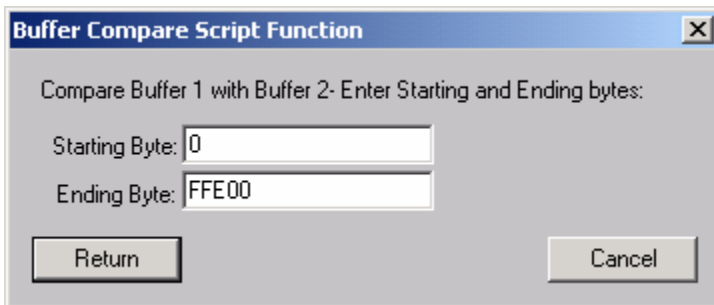 Buffer Compare Script Function
Compare Buffer 1 with Buffer 2- Enter Starting and Ending bytes:
Starting Byte: 0
Ending Byte: FFE00
Return Cancel